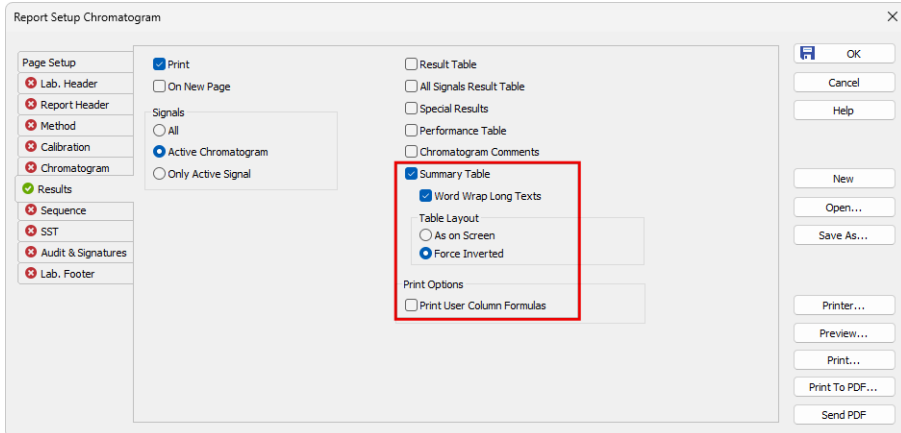 Report Setup Chromatogram
Page Setup
Lab. Header
Report Header
Method
Calibration
Chromatogram
Results
Sequence
SST
Audit & Signatures
Lab. Footer
Print
On New Page
Signals
All
Active Chromatogram
Only Active Signal
Result Table
All Signals Result Table
Special Results
Performance Table
Chromatogram Comments
Summary Table
Word Wrap Long Texts
Table Layout
As on Screen
Force Inverted
Print Options
Print User Column Formulas
OK
Cancel
Help
New
Open...
Save As...
Printer...
Preview...
Print...
Print To PDF...
Send PDF